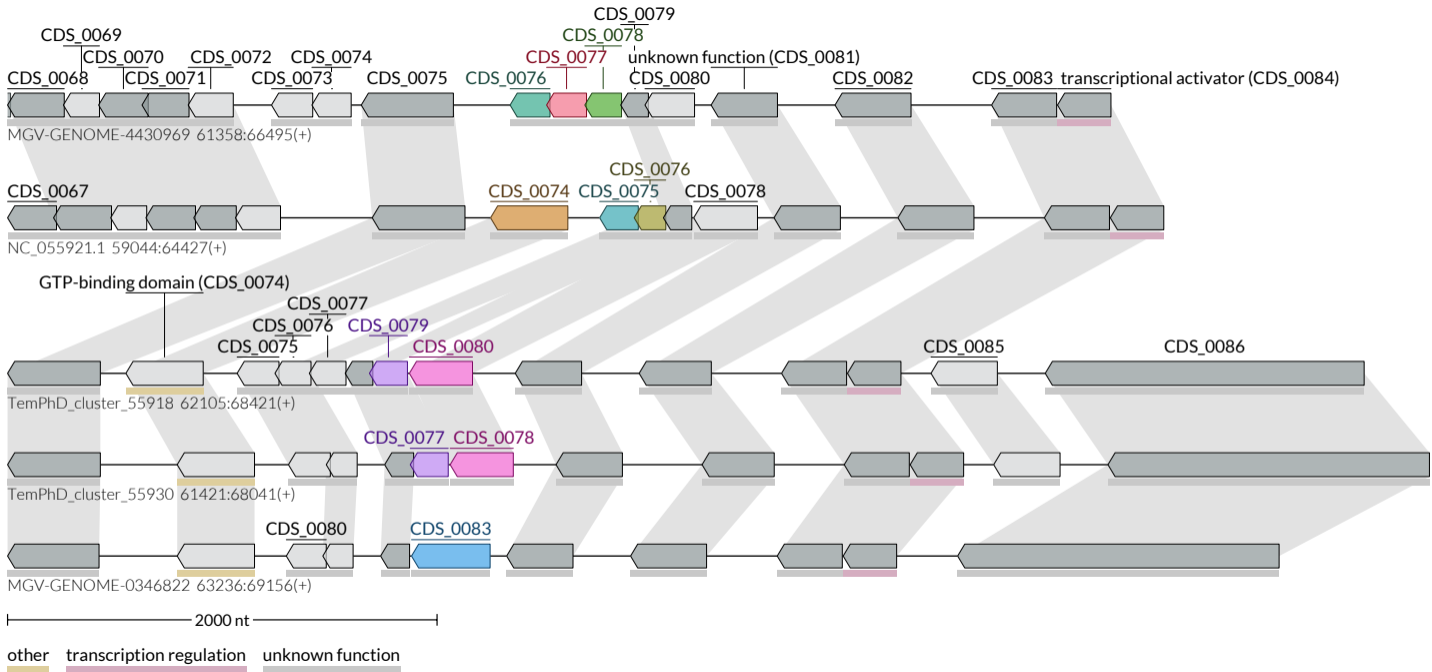 CDS_0079
CDS_0069 CDS_0078
CDS_0070 CDS_0072 CDS_0074 CDS_0077 unknown function (CDS_0081)
CDS_0068 CDS_0071 CDS_0073 CDS_0075 CDS_0076 CDS_0080 CDS_0082 CDS_0083 transcriptional activator (CDS_0084)
MGV-GENOME-4430969 61358:66495(+)
CDS_0076
CDS_0067 CDS_0074 CDS_0075 CDS_0078
NC_055921.1 59044:64427(+)
GTP-binding domain (CDS_0074)
CDS_0077
CDS_0076 CDS_0079
CDS_0075 CDS_0080 CDS_0085 CDS_0086
TemPhD_cluster_55918 62105:68421(+)
CDS_0077 CDS_0078
TemPhD_cluster_55930 61421:68041(+)
CDS_0080 CDS_0083
MGV-GENOME-0346822 63236:69156(+)
2000 nt
other transcription regulation unknown function